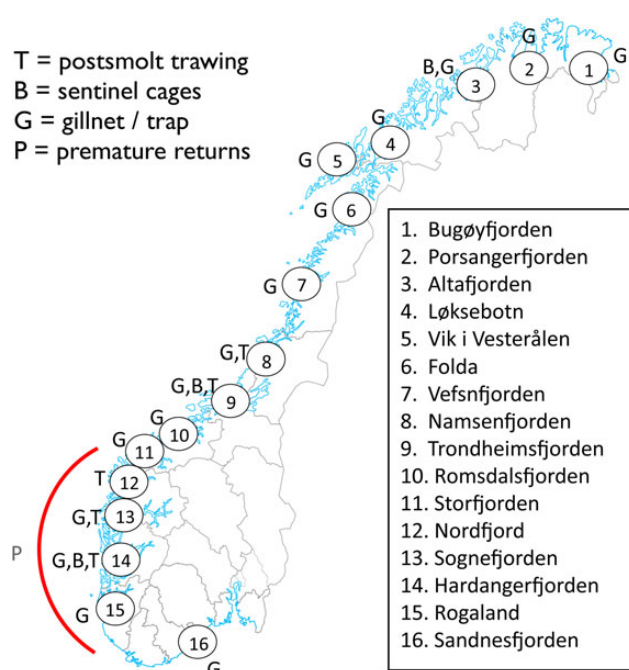 T = postsmolt trawing
B = sentinel cages
G = gillnet / trap
P = premature returns
G
G
B,G
1
2
3
G
4
G
5
G
6
G
7
G,T
8
G,B,T
9
G
10
G
11
T
12
G,T
13
P
G,B,T
14
G
15
16
G
1. Bugøyfjorden
2. Porsangerfjorden
3. Altafjorden
4. Løksebotn
5. Vik i Vesterålen
6. Folda
7. Vefsnfjorden
8. Namsenfjorden
9. Trondheimsfjorden
10. Romsdalsfjorden
11. Storfjorden
12. Nordfjord
13. Sognefjorden
14. Hardangerfjorden
15. Rogaland
16. Sandnesfjorden